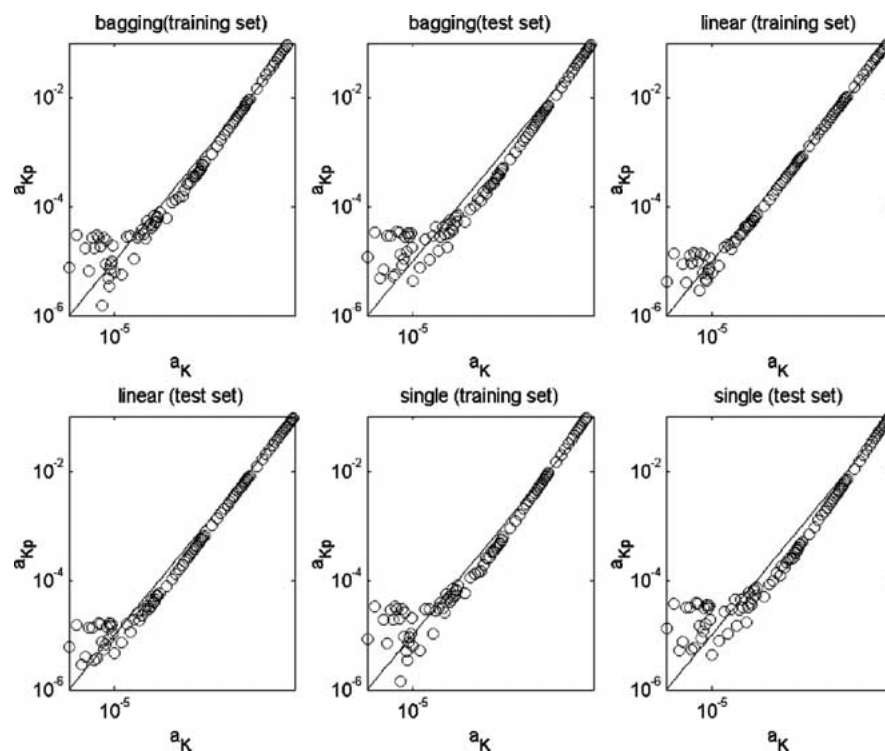 bagging(training set) bagging(test set) linear (training set)
10^-2 10^-2 10^-2
a_Kp a_Kp a_Kp
10^-4 10^-4 10^-4
10^-6 10^-6 10^-6
10^-5 10^-5 10^-5
a_K a_K a_K
linear (test set) single (training set) single (test set)
10^-2 10^-2 10^-2
a_Kp a_Kp a_Kp
10^-4 10^-4 10^-4
10^-6 10^-6 10^-6
10^-5 10^-5 10^-5
a_K a_K a_K